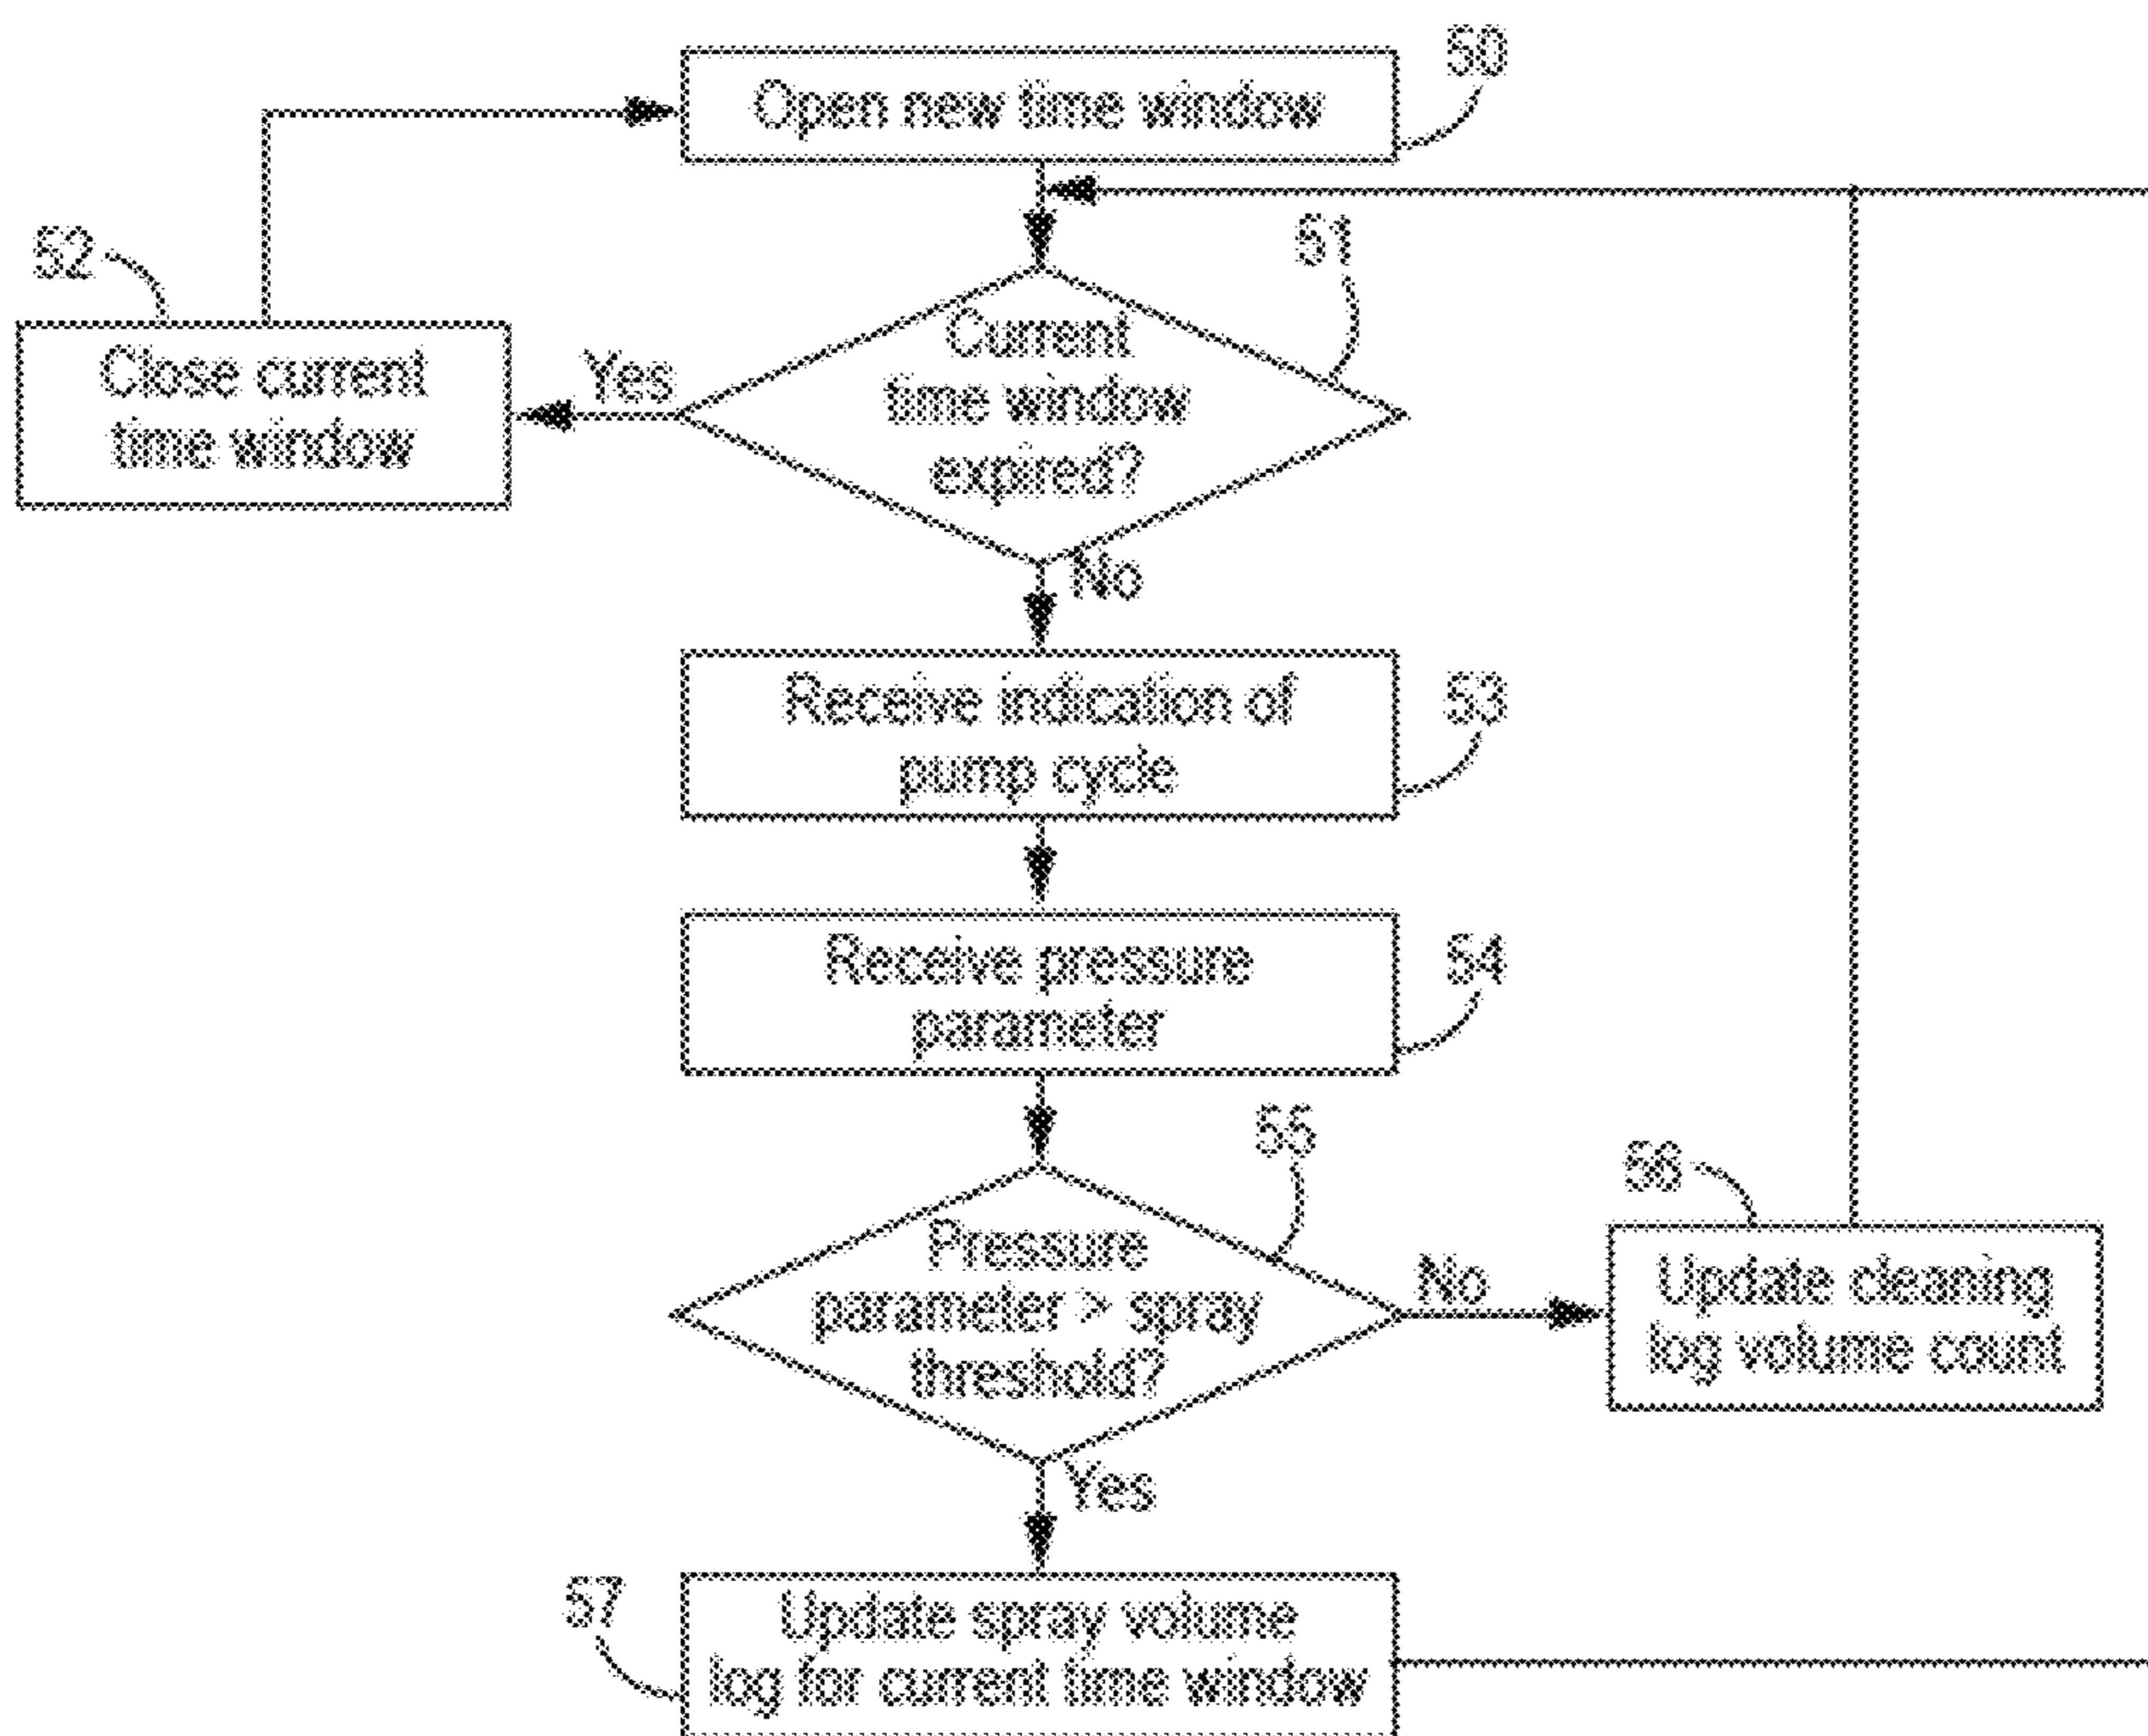 50
Open new time window
52
51
Close current
time window
Yes
Current
time window
expired?
No
Receive indication of
pump cycle
53
Receive pressure
parameter
54
55
56
Pressure
parameter > spray
threshold?
No
Update cleaning
log volume count
Yes
57
Update spray volume
log for current time window